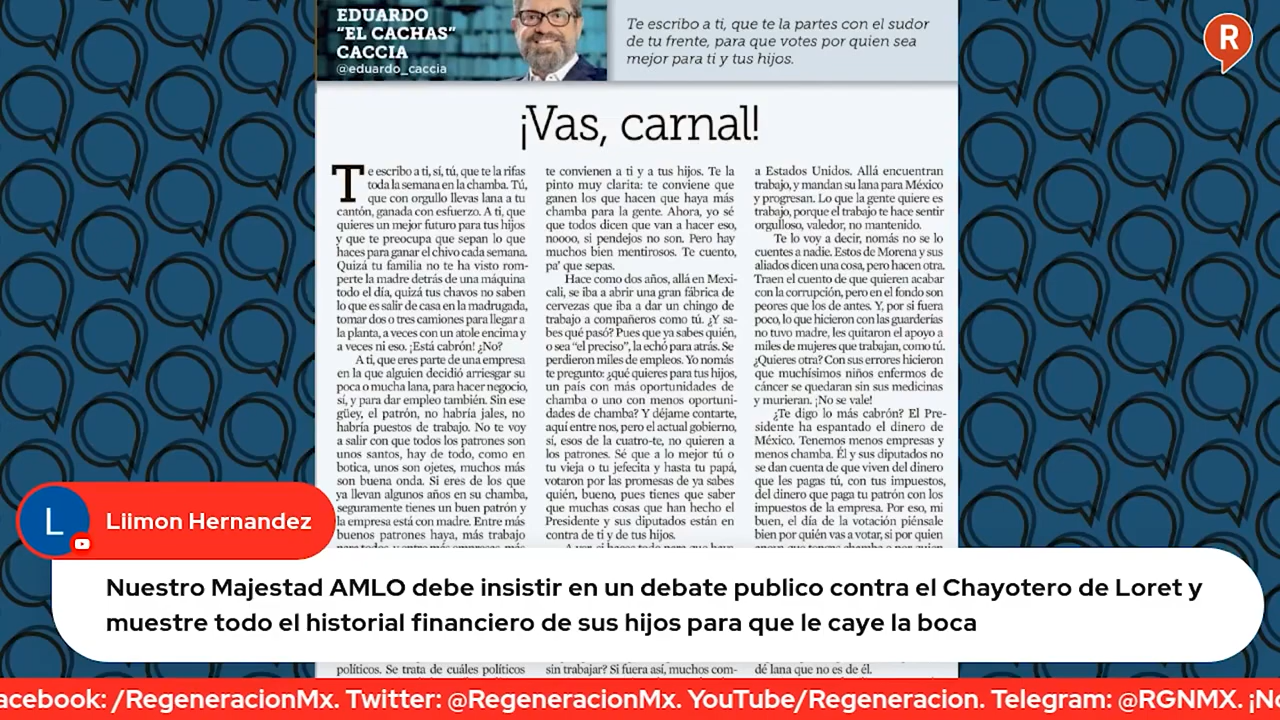 EDUARDO
“EL CACHAS”
CACCIA
@eduardo_caccia
Te escribo a ti, que te la partes con el sudor
de tu frente, para que votes por quien sea
mejor para ti y tus hijos.
R
¡Vas, carnal!
Te escribo a ti, sí, tú, que te la rifas
toda la semana en la chamba. Tú,
que con orgullo llevas lana a tu
cantón, ganada con esfuerzo. A ti, que
quieres un mejor futuro para tus hijos
y que te preocupa que sepan lo que
haces para ganar el chivo cada semana.
Quizá tu familia no te ha visto rom-
perte la madre detrás de una máquina
todo el día, quizá tus chavos no saben
lo que es salir de casa en la madrugada,
tomar dos o tres camiones para llegar a
la planta, a veces con un atole encima y
a veces ni eso. ¡Está cabrón! ¿No?
A ti, que eres parte de una empresa
en la que alguien decidió arriesgar su
poca o mucha lana, para hacer negocio,
sí, y para dar empleo también. Sin ese
güey, el patrón, no habría jales, no
habría puestos de trabajo. No te voy
a salir con que todos los patrones son
unos santos, hay de todo, como en
botica, unos son ojetes, muchos más
son buena onda. Si eres de los que
ya llevan algunos años en su chamba,
seguramente tienes un buen patrón y
la empresa está con madre. Entre más
buenos patrones haya, más trabajo
políticos. Se trata de cuáles políticos
te convienen a ti y a tus hijos. Te la
pinto muy clarita: te conviene que
ganen los que hacen que haya más
chamba para la gente. Ahora, yo sé
que todos dicen que van a hacer eso,
noooo, si pendejos no son. Pero hay
muchos bien mentirosos. Te cuento,
pa’ que sepas.
Hace como dos años, allá en Mexi-
cali, se iba a abrir una gran fábrica de
cervezas que iba a dar un chingo de
trabajo a compañeros como tú. ¿Y sa-
bes qué pasó? Pues que ya sabes quién,
o sea “el preciso”, la echó para atrás. Se
perdieron miles de empleos. Yo nomás
te pregunto: ¿qué quieres para tus hijos,
un país con más oportunidades de
chamba o uno con menos oportuni-
dades de chamba? Y déjame contarte,
aquí entre nos, pero el actual gobierno,
sí, esos de la cuatro-te, no quieren a
los patrones. Sé que a lo mejor tú o
tu vieja o tu jefecita y hasta tu papá,
votaron por las promesas de ya sabes
quién, bueno, pues tienes que saber
que muchas cosas que han hecho el
Presidente y sus diputados están en
contra de ti y de tus hijos.
sin trabajar? Si fuera así, muchos com-
a Estados Unidos. Allá encuentran
trabajo, y mandan su lana para México
y progresan. Lo que la gente quiere es
trabajo, porque el trabajo te hace sentir
orgulloso, valedor, no mantenido.
Te lo voy a decir, nomás no se lo
cuentes a nadie. Estos de Morena y sus
aliados dicen una cosa, pero hacen otra.
Traen el cuento de que quieren acabar
con la corrupción, pero en el fondo son
peores que los de antes. Y, por si fuera
poco, lo que hicieron con las guarderías
no tuvo madre, les quitaron el apoyo a
miles de mujeres que trabajan, como tú.
¿Quieres otra? Con sus errores hicieron
que muchísimos niños enfermos de
cáncer se quedaran sin sus medicinas
y murieran. ¡No se vale!
¿Te digo lo más cabrón? El Pre-
sidente ha espantado el dinero de
México. Tenemos menos empresas y
menos chamba. Él y sus diputados no
se dan cuenta de que viven del dinero
que les pagas tú, con tus impuestos,
del dinero que paga tu patrón con los
impuestos de la empresa. Por eso, mi
buen, el día de la votación piénsale
bien por quién vas a votar, si por quien
dé lana que no es de él.
L
Liimon Hernandez
Nuestro Majestad AMLO debe insistir en un debate publico contra el Chayotero de Loret y
muestre todo el historial financiero de sus hijos para que le caye la boca
acebook: /RegeneracionMx. Twitter: @RegeneracionMx. YouTube/Regeneracion. Telegram: @RGNMX. ¡No